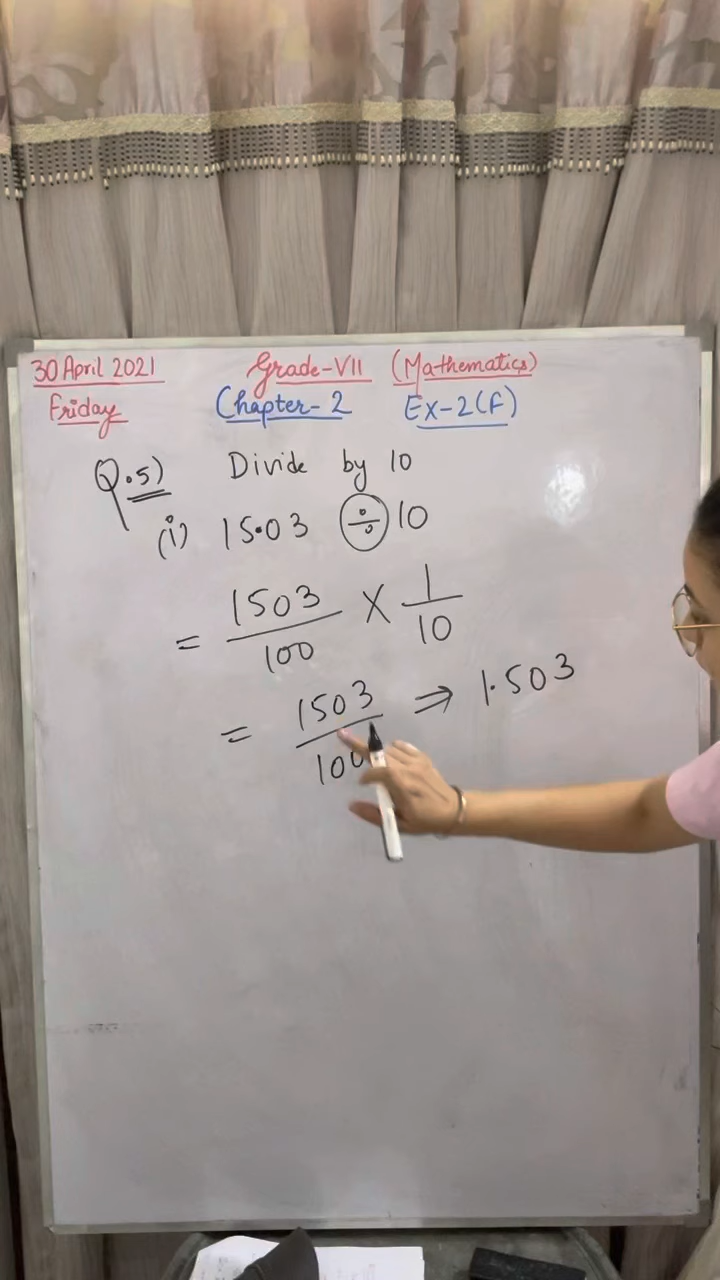 30 April 2021 Grade-VII (Mathematics)
Friday Chapter-2 Ex-2(F)
Q.5) Divide by 10
(i) 15.03 ÷ 10
= 1503/100 × 1/10
= 1503/100 ⇒ 1.503